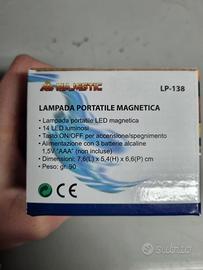 NEW MAJESTIC
LP-138
LAMPADA PORTATILE MAGNETICA
• Lampada portatile LED magnetica
• 14 LED luminosi
• Tasto ON/OFF per accensione/spegnimento
• Alimentazione con 3 batterie alcaline
1,5V "AAA" (non incluse)
• Dimensioni: 7,6(L) x 5,4(H) x 6,6(P) cm
• Peso: gr. 90
CE
Subito.it